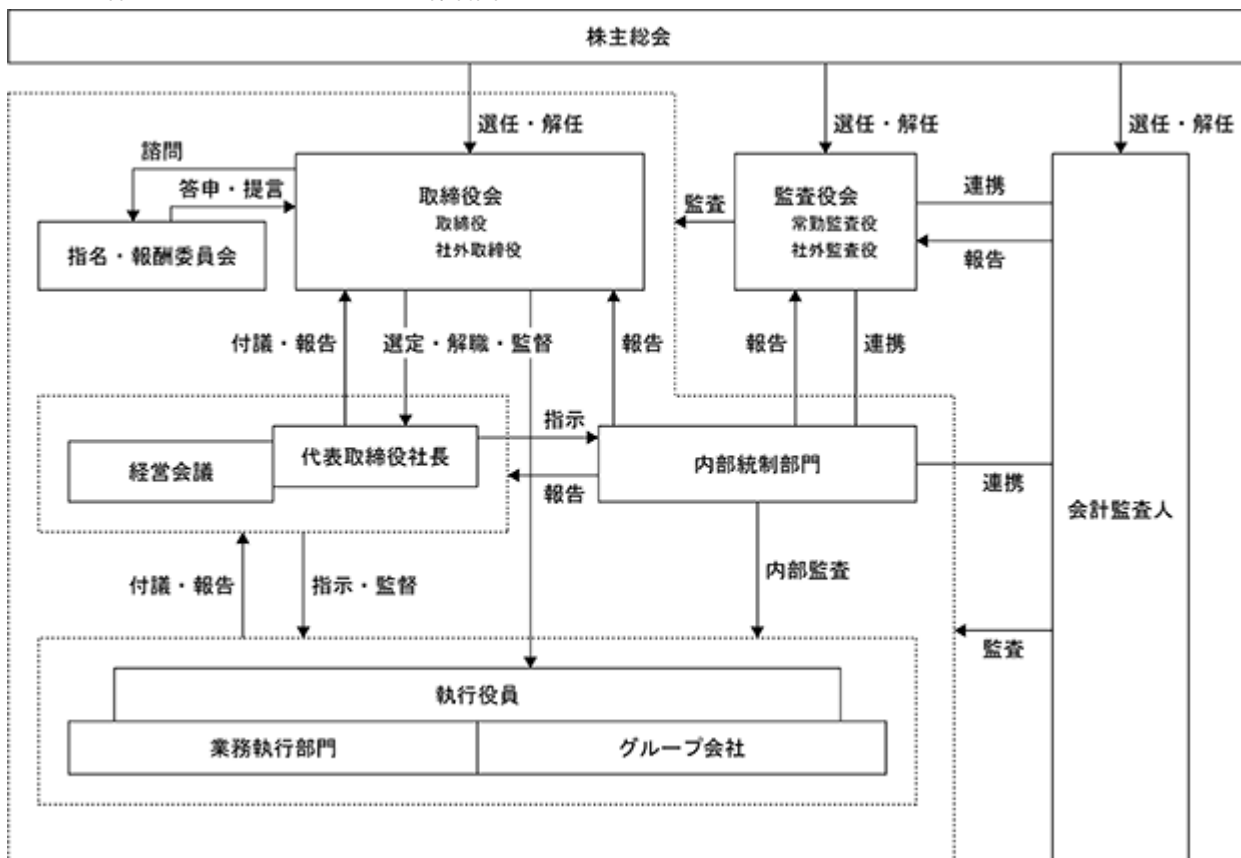 株主総会
選任・解任
選任・解任
選任・解任
諮問
答申・提言
指名・報酬委員会
取締役会
取締役
社外取締役
監査
監査役会
常勤監査役
社外監査役
連携
報告
付議・報告
選定・解職・監督
報告
報告
連携
経営会議
代表取締役社長
指示
報告
内部統制部門
連携
会計監査人
付議・報告
指示・監督
内部監査
監査
執行役員
業務執行部門
グループ会社